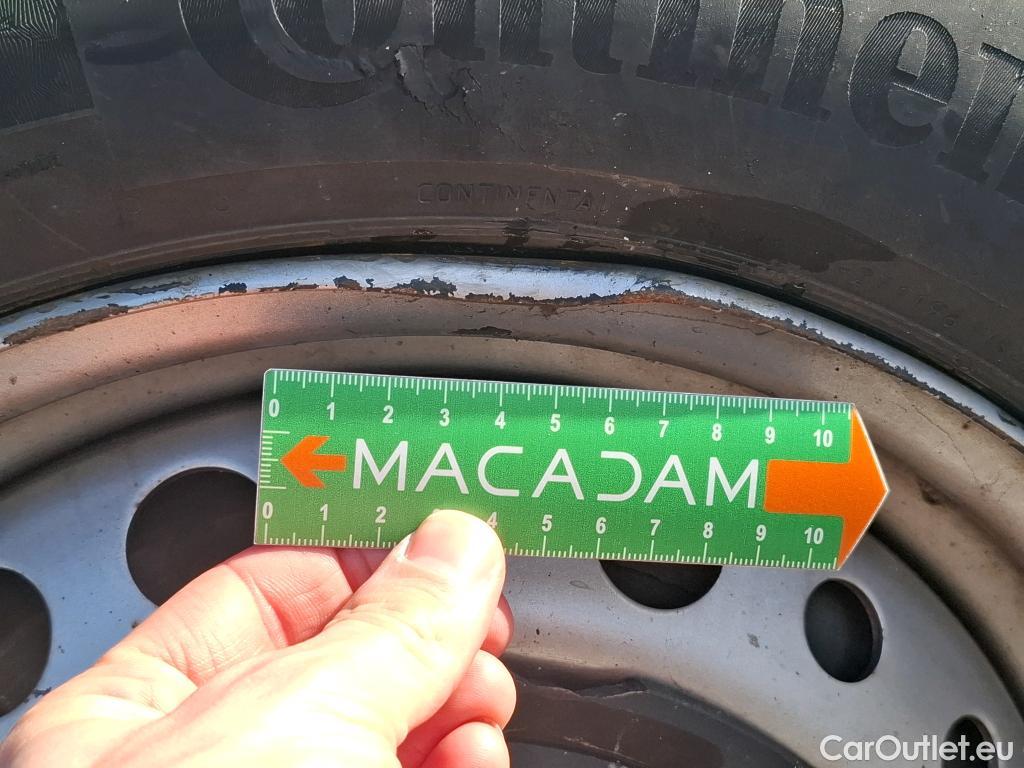 Continen
CONTINENTAL
1196
0 1 2 3 4 5 6 7 8 9 10
MACADAM
0 1 2 3 4 5 6 7 8 9 10
CarOutlet.eu